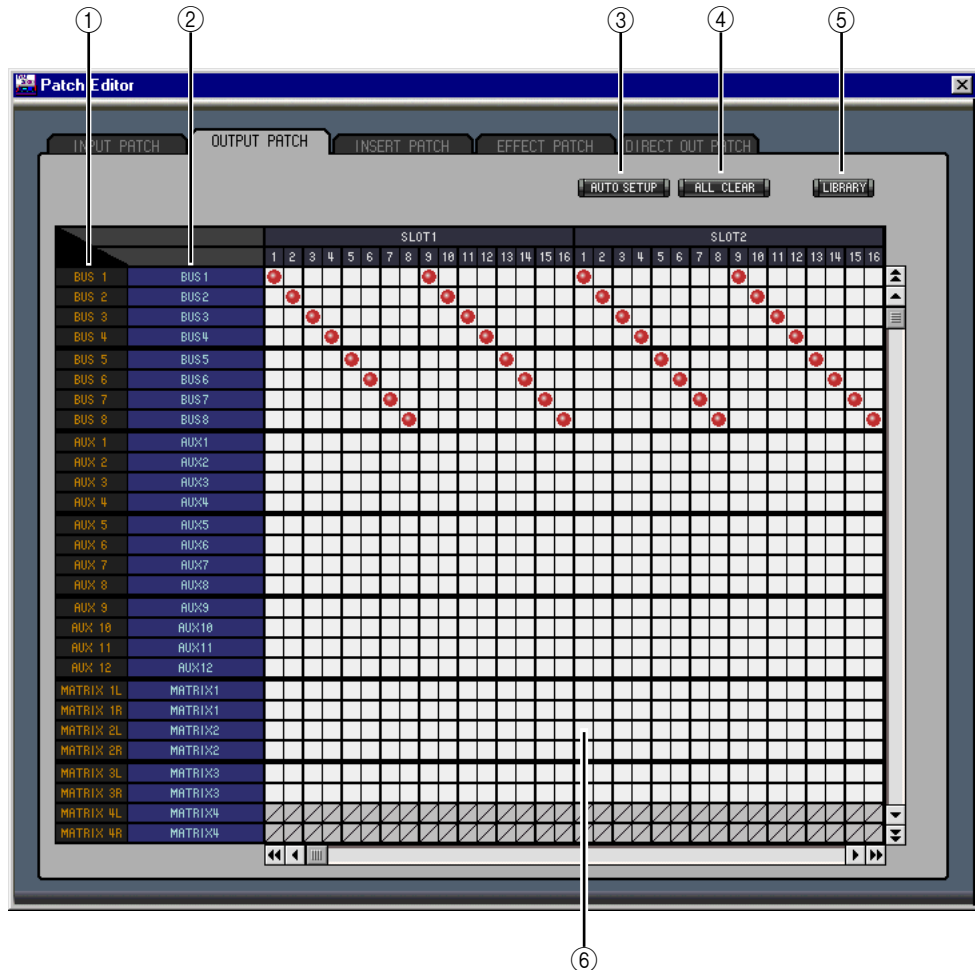 ① ② ③ ④ ⑤
Patch Editor
INPUT PATCH OUTPUT PATCH INSERT PATCH EFFECT PATCH DIRECT OUT PATCH
AUTO SETUP ALL CLEAR LIBRARY
SLOT1 SLOT2
1 2 3 4 5 6 7 8 9 10 11 12 13 14 15 16 1 2 3 4 5 6 7 8 9 10 11 12 13 14 15 16
BUS 1 BUS1
BUS 2 BUS2
BUS 3 BUS3
BUS 4 BUS4
BUS 5 BUS5
BUS 6 BUS6
BUS 7 BUS7
BUS 8 BUS8
AUX 1 AUX1
AUX 2 AUX2
AUX 3 AUX3
AUX 4 AUX4
AUX 5 AUX5
AUX 6 AUX6
AUX 7 AUX7
AUX 8 AUX8
AUX 9 AUX9
AUX 10 AUX10
AUX 11 AUX11
AUX 12 AUX12
MATRIX 1L MATRIX1
MATRIX 1R MATRIX1
MATRIX 2L MATRIX2
MATRIX 2R MATRIX2
MATRIX 3L MATRIX3
MATRIX 3R MATRIX3
MATRIX 4L MATRIX4
MATRIX 4R MATRIX4
⑥